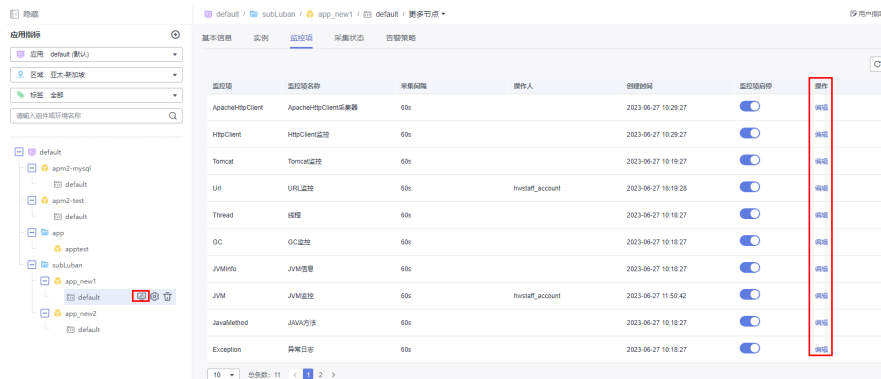 隐藏
default / subLuban / app_new1 / default / 更多节点
用户指
应用指标
基本信息 实例 监控项 采集状态 告警策略
应用: default (默认)
区域: 亚太-新加坡
标签: 全部
请输入组件或环境名称
监控项 监控项名称 采集间隔 操作人 创建时间 监控项启停 操作
ApacheHttpClient ApacheHttpClient采集器 60s 2023-06-27 10:29:27 编辑
HttpClient HttpClient监控 60s 2023-06-27 10:29:27 编辑
Tomcat Tomcat监控 60s 2023-06-27 10:19:27 编辑
Url URL监控 60s hwstaff_account 2023-06-27 16:19:28 编辑
Thread 线程 60s 2023-06-27 10:18:27 编辑
GC GC监控 60s 2023-06-27 10:18:27 编辑
JVMInfo JVM信息 60s 2023-06-27 10:18:27 编辑
JVM JVM监控 60s hwstaff_account 2023-06-27 11:50:42 编辑
JavaMethod JAVA方法 60s 2023-06-27 10:18:27 编辑
Exception 异常日志 60s 2023-06-27 10:18:27 编辑
default
apm2-mysql
default
apm2-test
default
app
apptest
subLuban
app_new1
default
app_new2
default
10 总条数: 11 < 1 2 >